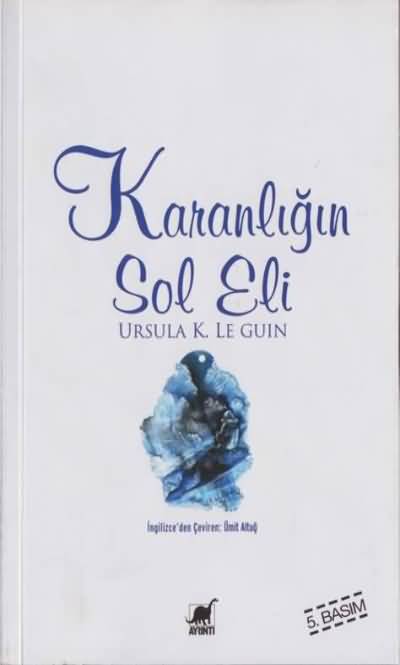 Karanlığın
Sol Eli
URSULA K. LE GUIN
İngilizce'den Çeviren: Ümit Altuğ
AYRINTI
5. BASIM